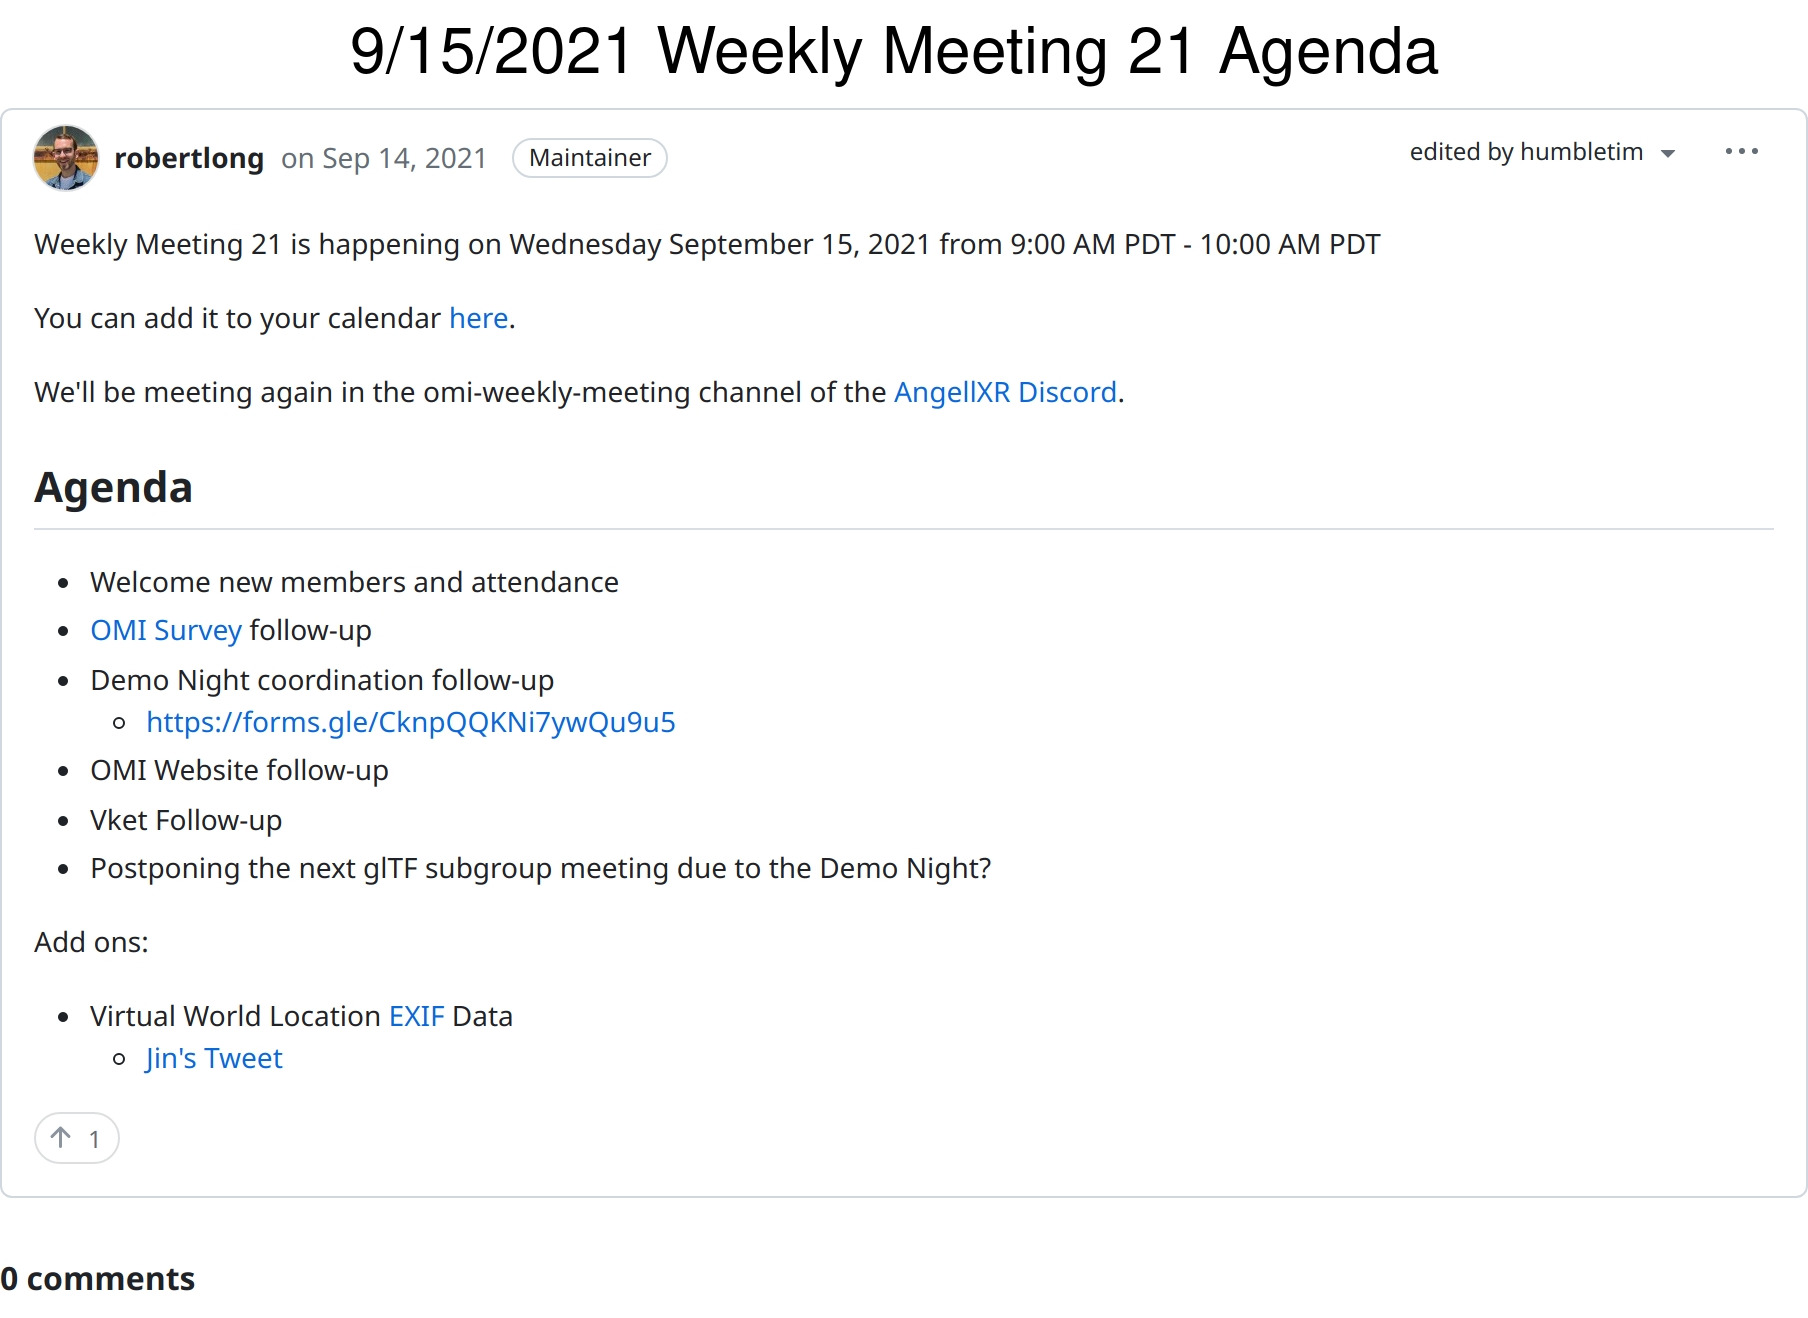 9/15/2021 Weekly Meeting 21 Agenda
robertlong on Sep 14, 2021 Maintainer edited by humbletim
Weekly Meeting 21 is happening on Wednesday September 15, 2021 from 9:00 AM PDT - 10:00 AM PDT
You can add it to your calendar here.
We'll be meeting again in the omi-weekly-meeting channel of the AngellXR Discord.
Agenda
Welcome new members and attendance
OMI Survey follow-up
Demo Night coordination follow-up
https://forms.gle/CknpQQKNi7ywQu9u5
OMI Website follow-up
Vket Follow-up
Postponing the next glTF subgroup meeting due to the Demo Night?
Add ons:
Virtual World Location EXIF Data
Jin's Tweet
1
0 comments